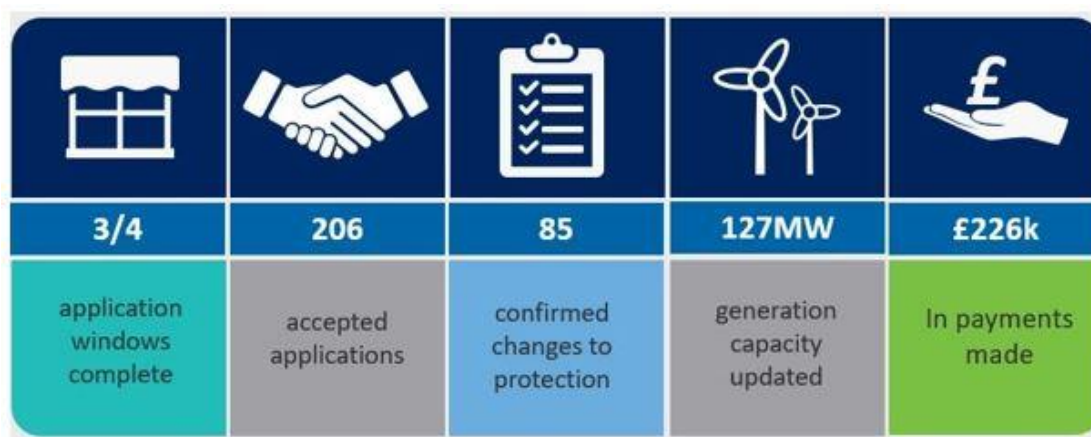 £
3/4
206
85
127MW
£226k
application
windows
complete
accepted
applications
confirmed
changes to
protection
generation
capacity
updated
In payments
made